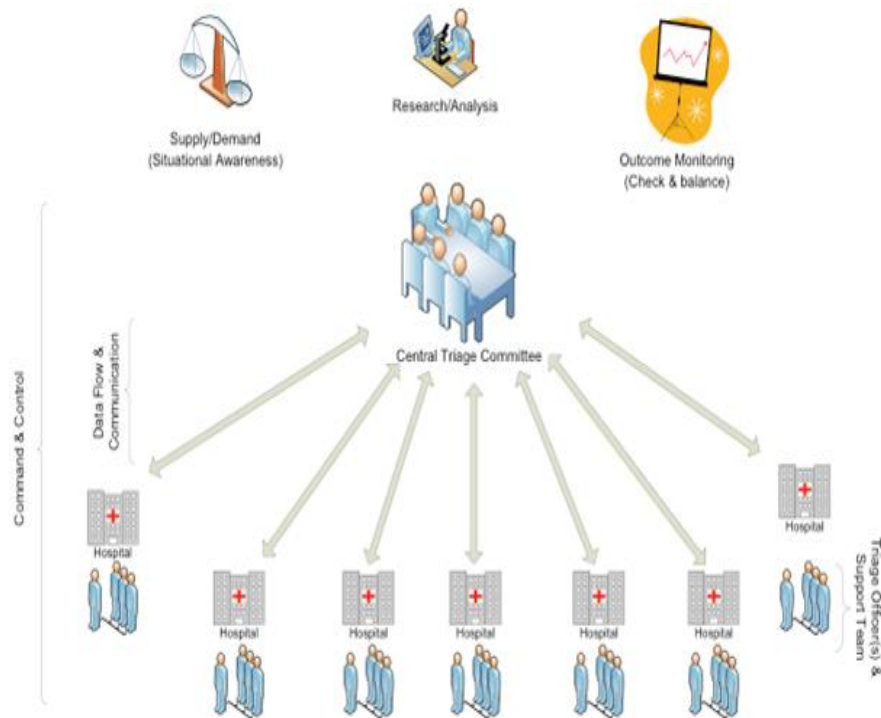 Supply/Demand
(Situational Awareness)
Research/Analysis
Outcome Monitoring
(Check & balance)
Central Triage Committee
Command & Control
Data Flow &
Communication
Hospital
Hospital
Hospital
Hospital
Hospital
Hospital
Hospital
Triage Officer(s) &
Support Team